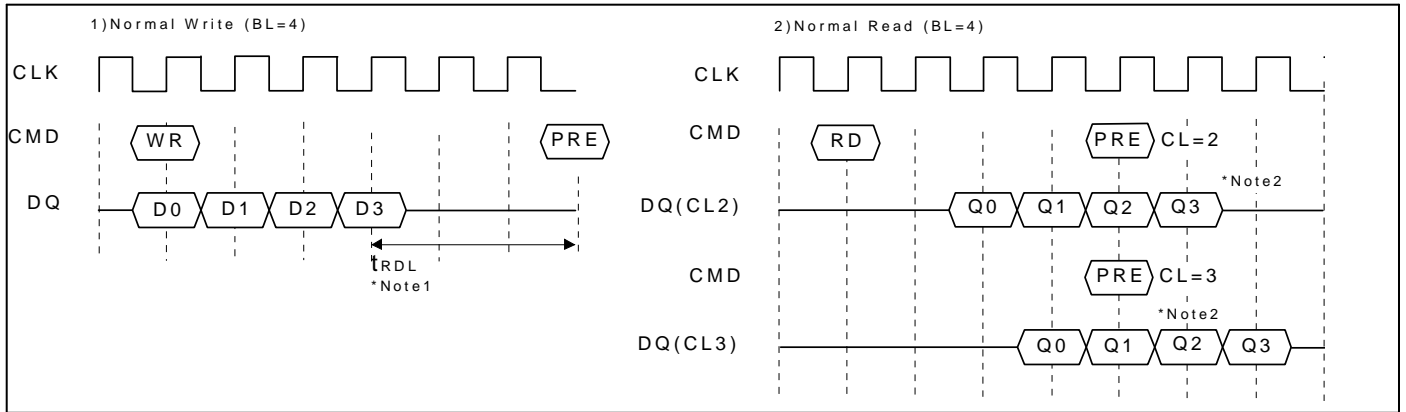 1)Normal Write (BL=4)
CLK
CMD
WR
PRE
DQ
D0 D1 D2 D3
tRDL
*Note1
2)Normal Read (BL=4)
CLK
CMD
RD
PRE CL=2
*Note2
DQ(CL2)
Q0 Q1 Q2 Q3
CMD
PRE CL=3
*Note2
DQ(CL3)
Q0 Q1 Q2 Q3